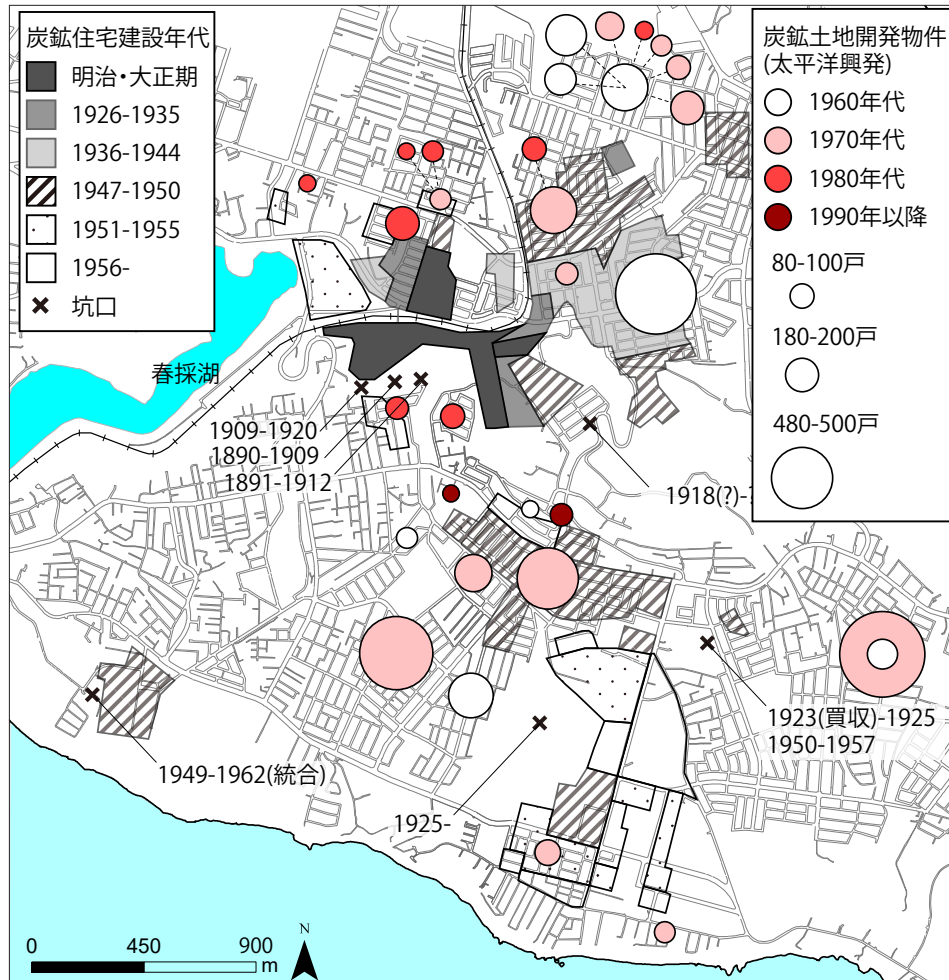 炭鉱住宅建設年代
明治・大正期
1926-1935
1936-1944
1947-1950
1951-1955
1956-
坑口
炭鉱土地開発物件
(太平洋興発)
1960年代
1970年代
1980年代
1990年以降
80-100戸
180-200戸
480-500戸
春採湖
1909-1920
1890-1909
1891-1912
1918(?)-
1923(買収)-1925
1950-1957
1949-1962(統合)
1925-
0 450 900
m
N